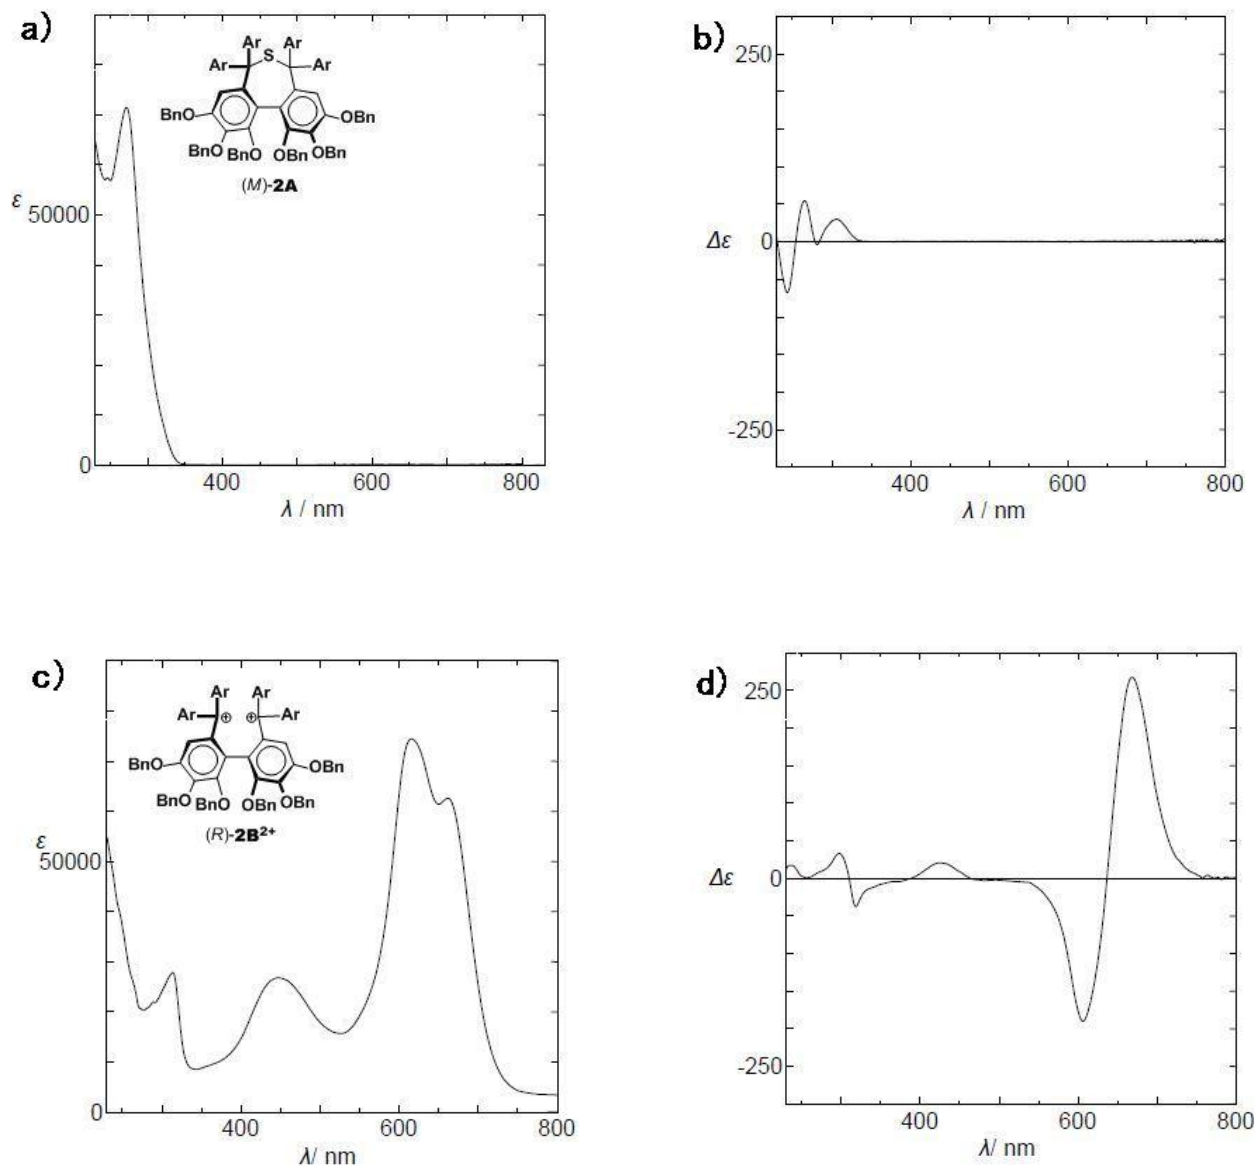 a)
Ar Ar
Ar S Ar
BnO OBn
BnO BnO OBn OBn
(M)-2A
ε
50000
0
400 600 800
λ / nm
b)
250
Δε 0
-250
400 600 800
λ / nm
c)
Ar Ar
Ar ⊕ ⊕ Ar
BnO OBn
BnO BnO OBn OBn
(R)-2B²⁺
ε
50000
0
400 600 800
λ/ nm
d)
250
Δε 0
-250
400 600 800
λ/ nm